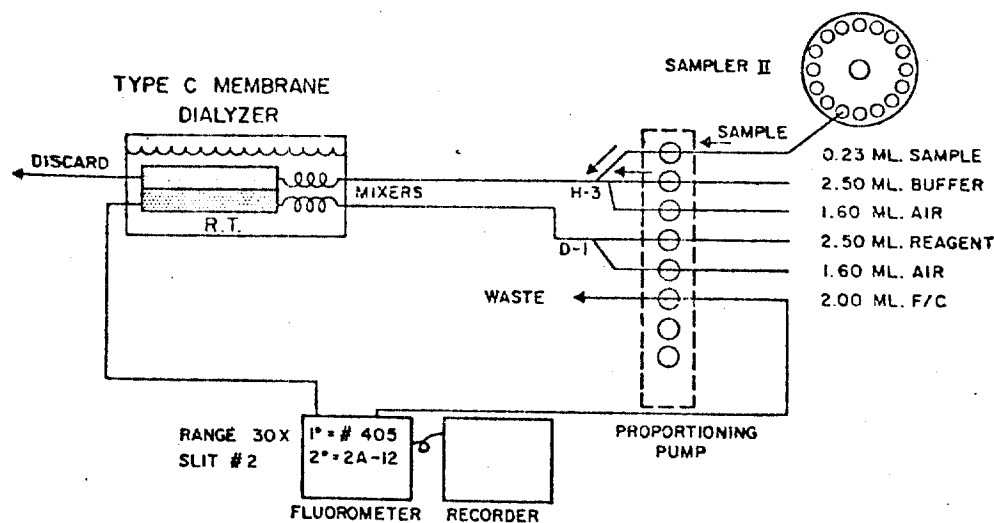 SAMPLER II
TYPE C MEMBRANE
DIALYZER
DISCARD
MIXERS
R.T.
SAMPLE
H-3
D-1
0.23 ML. SAMPLE
2.50 ML. BUFFER
1.60 ML. AIR
2.50 ML. REAGENT
1.60 ML. AIR
2.00 ML. F/C
WASTE
PROPORTIONING
PUMP
RANGE 30X
SLIT #2
1° = # 405
2° = 2A-12
FLUOROMETER
RECORDER